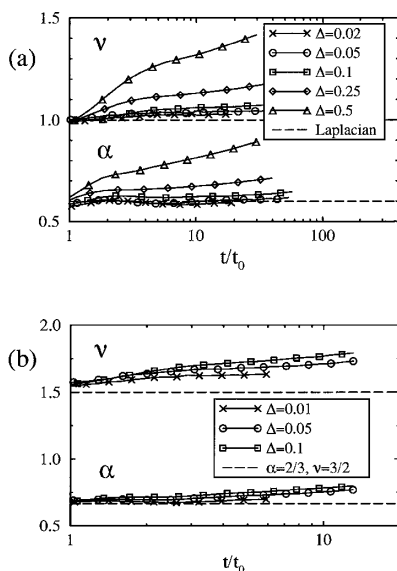 (a)
ν
α
1.5
1.0
0.5
1
10
100
t/t0
Δ=0.02
Δ=0.05
Δ=0.1
Δ=0.25
Δ=0.5
Laplacian
(b)
ν
α
2.0
1.5
1.0
0.5
1
10
t/t0
Δ=0.01
Δ=0.05
Δ=0.1
α=2/3, ν=3/2